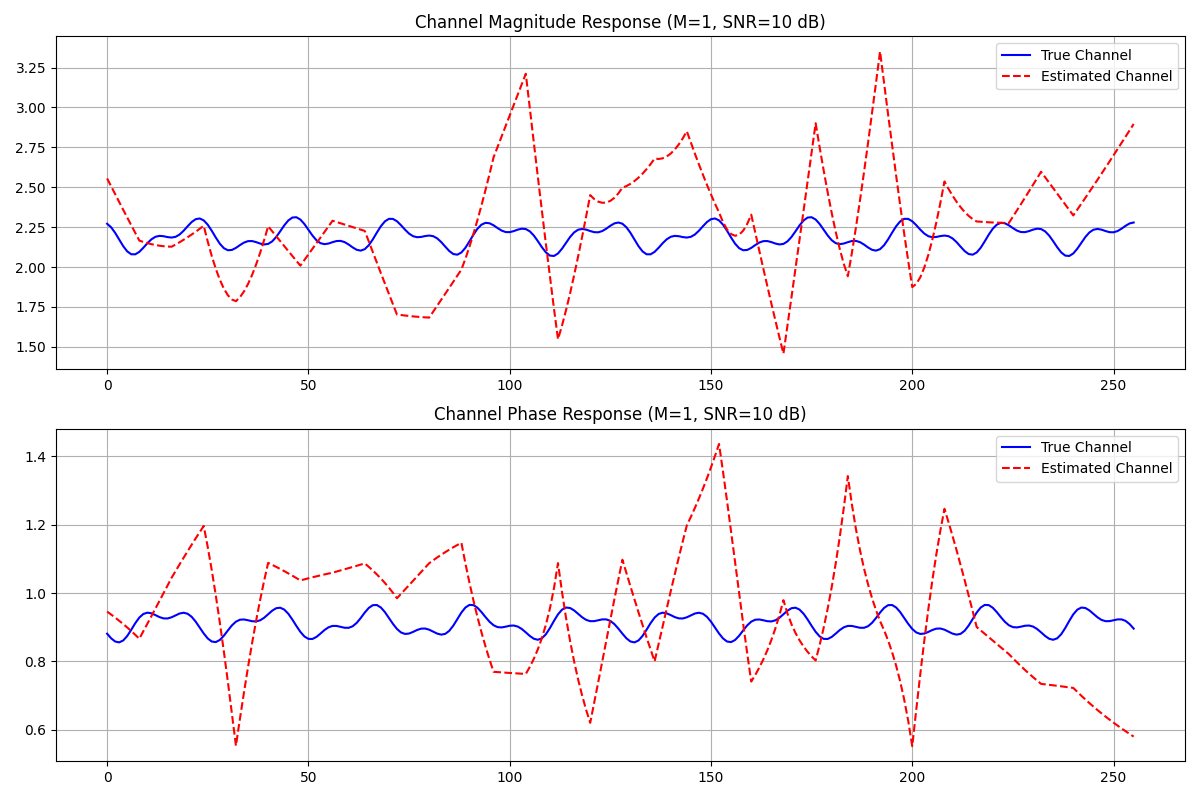 Channel Magnitude Response (M=1, SNR=10 dB)
True Channel
Estimated Channel
3.25
3.00
2.75
2.50
2.25
2.00
1.75
1.50
0 50 100 150 200 250
Channel Phase Response (M=1, SNR=10 dB)
True Channel
Estimated Channel
1.4
1.2
1.0
0.8
0.6
0 50 100 150 200 250